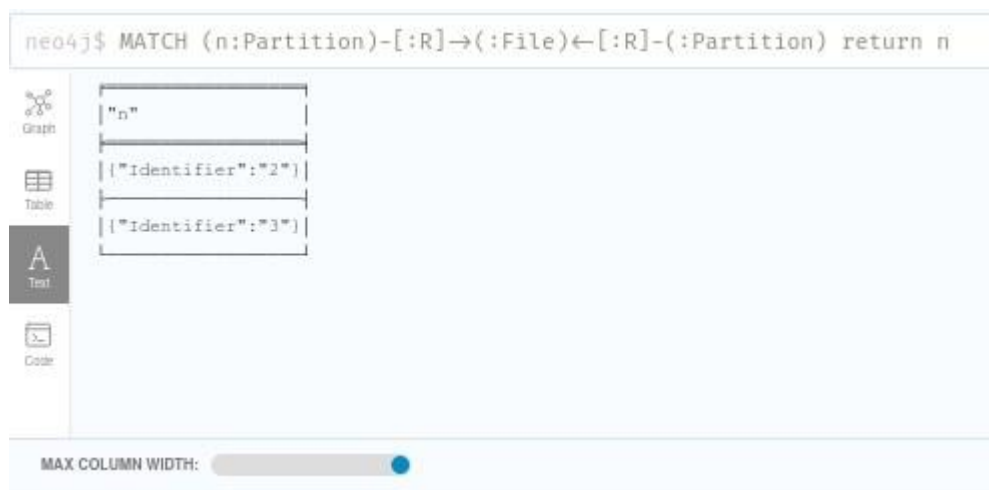 neo4j$ MATCH (n:Partition)-[:R]→(:File)←[:R]-(:Partition) return n
Graph
Table
Text
Code
"n"
{"Identifier":"2"}
{"Identifier":"3"}
MAX COLUMN WIDTH: